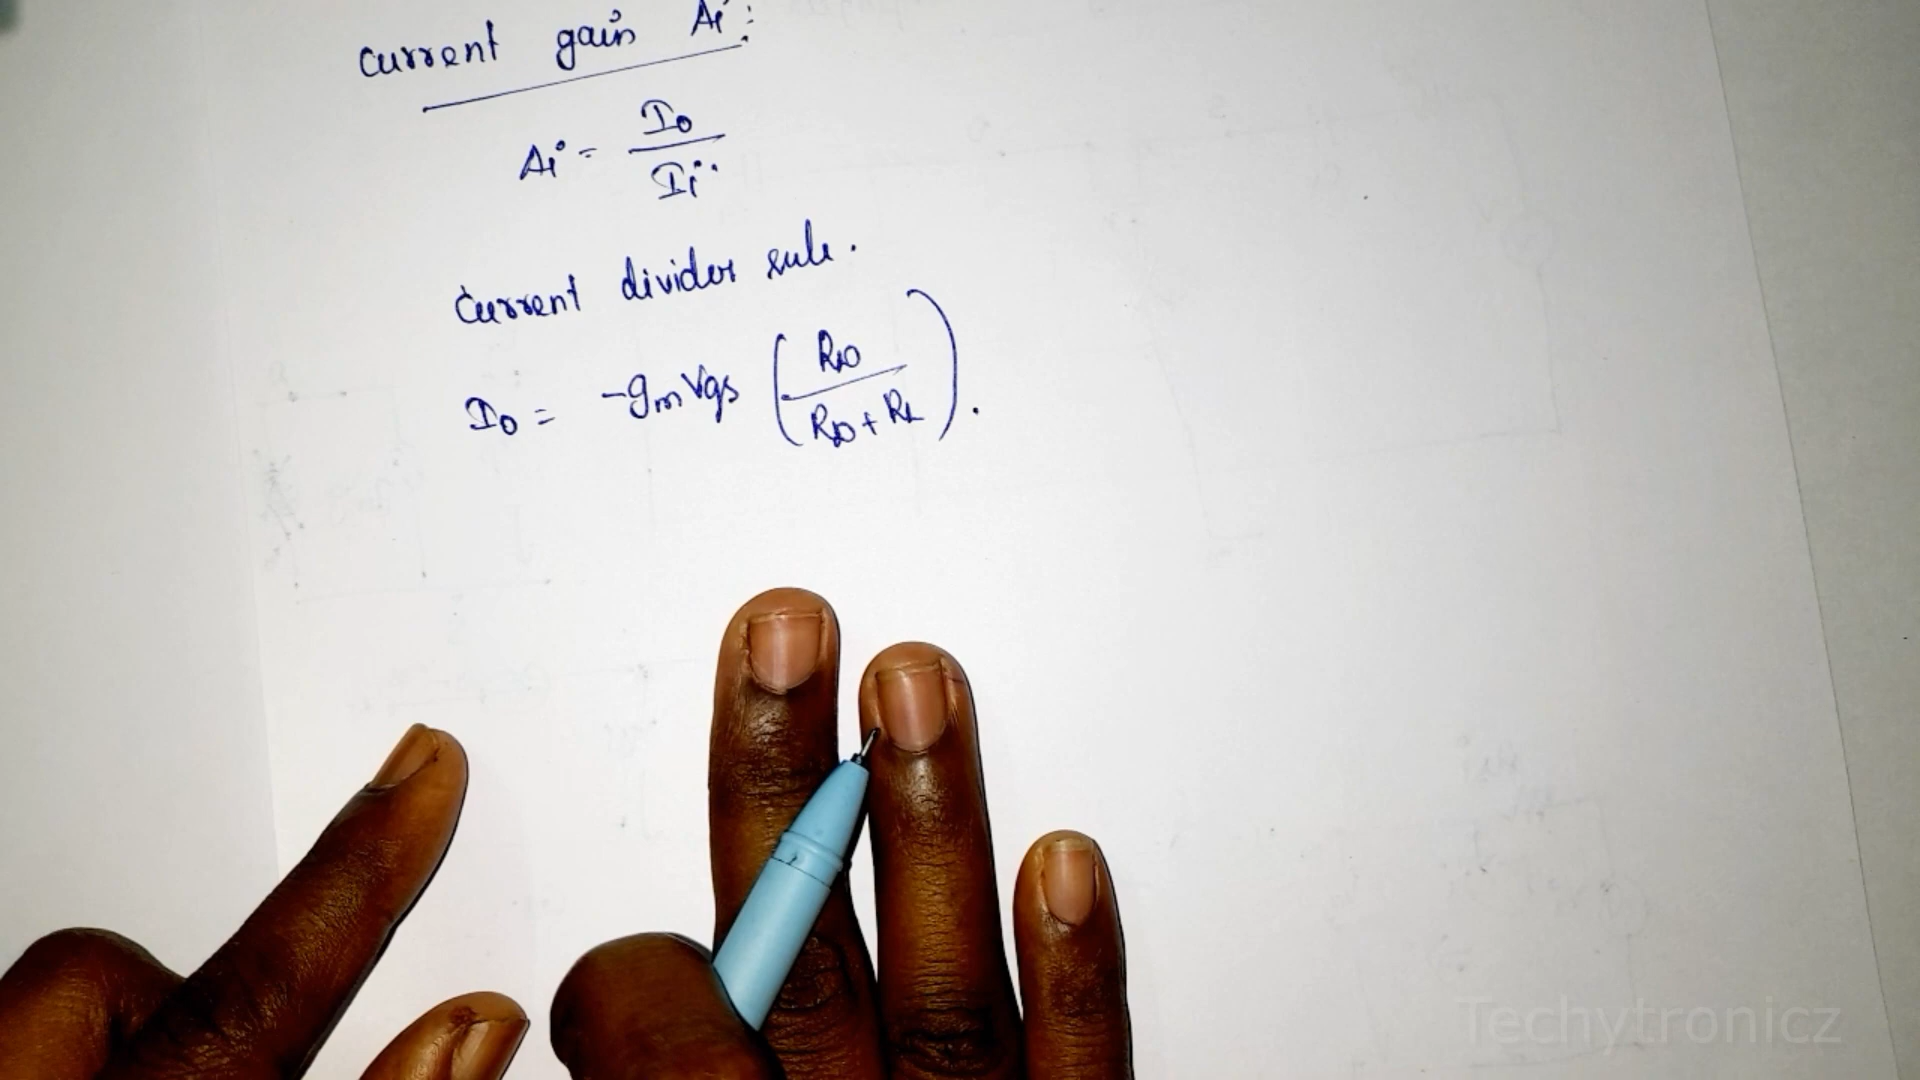 Current gain Ai:
Ai = Io / Ii
Current divider rule.
Io = -gmVgs (RD / RD + RL).
Techytronicz